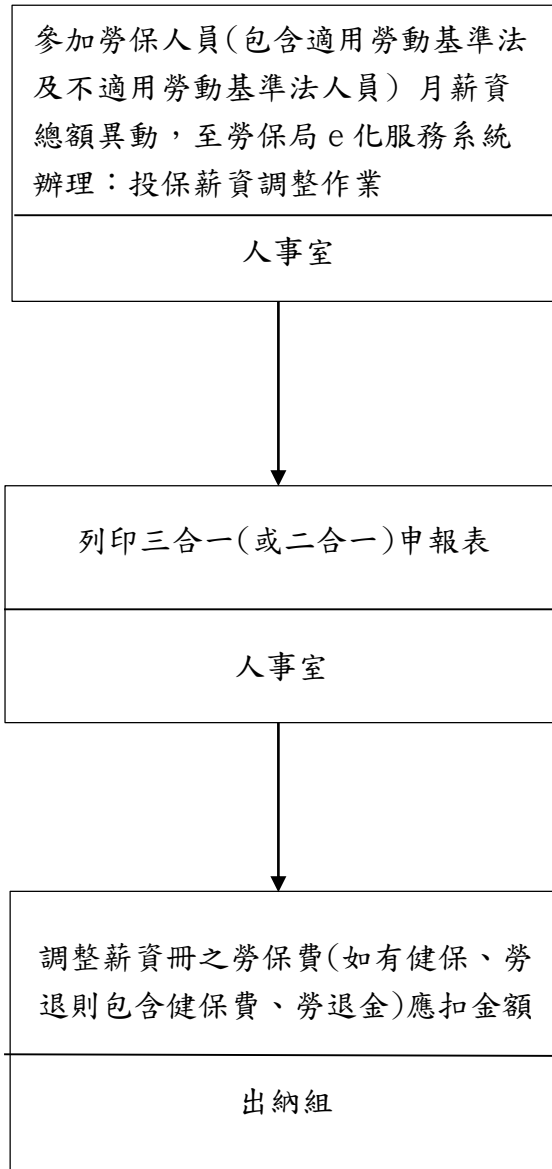 參加勞保人員(包含適用勞動基準法
及不適用勞動基準法人員) 月薪資
總額異動，至勞保局 e 化服務系統
辦理：投保薪資調整作業
人事室
列印三合一(或二合一)申報表
人事室
調整薪資冊之勞保費(如有健保、勞
退則包含健保費、勞退金)應扣金額
出納組